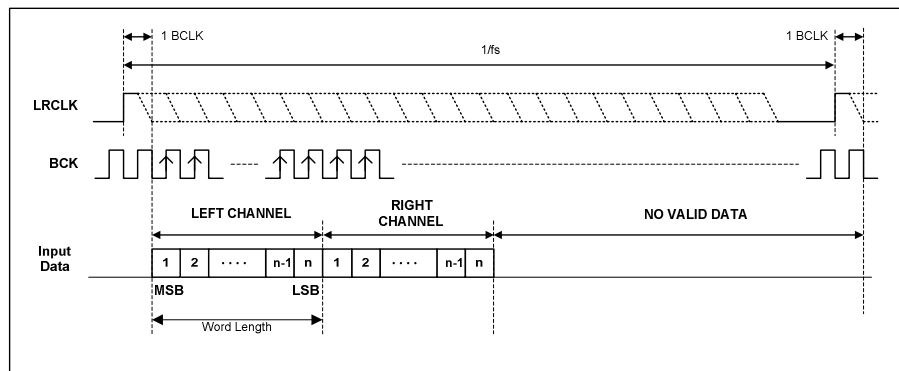 1 BCLK
1/fs
1 BCLK
LRCLK
BCK
LEFT CHANNEL
RIGHT
CHANNEL
NO VALID DATA
Input
Data
1 2 .... n-1 n 1 2 .... n-1 n
MSB LSB
Word Length